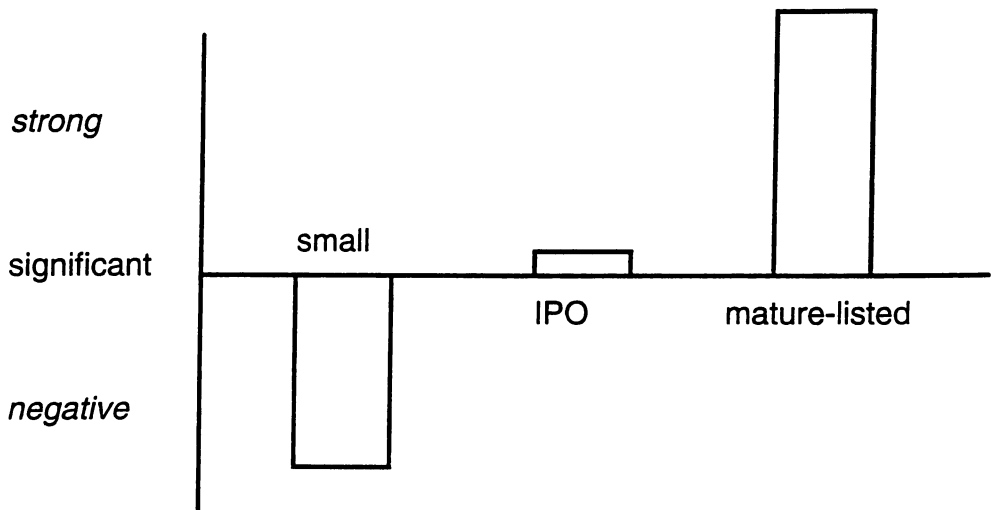 strong
small
significant
IPO
mature-listed
negative